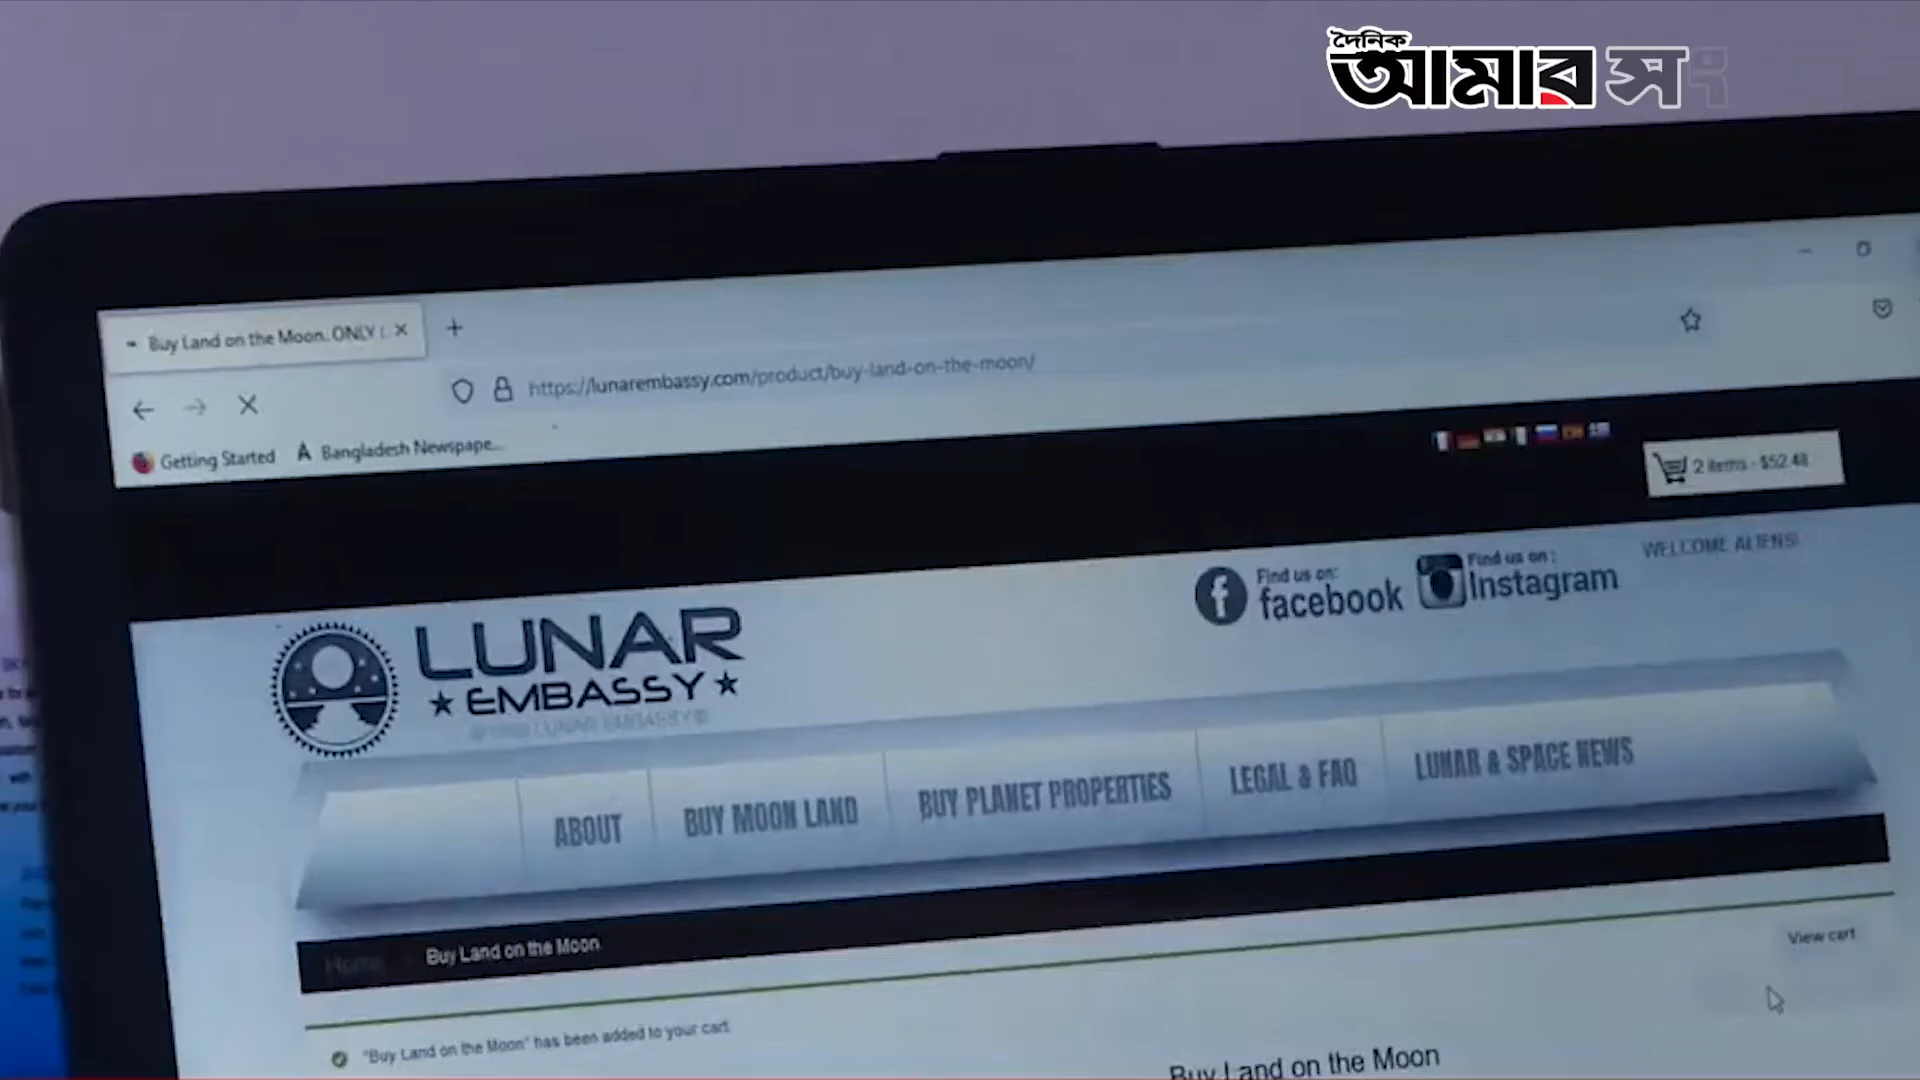 দৈনিক
আমার সং
Buy Land on the Moon. ONLY
https://lunarembassy.com/product/buy-land-on-the-moon/
Getting Started
Bangladesh Newspape...
2 items - $52.48
Find us on:
facebook
Find us on :
Instagram
WELCOME ALIENS!
LUNAR
EMBASSY
ABOUT
BUY MOON LAND
BUY PLANET PROPERTIES
LEGAL & FAQ
LUNAR & SPACE NEWS
Home
Buy Land on the Moon
View cart
"Buy Land on the Moon" has been added to your cart.
Buy Land on the Moon